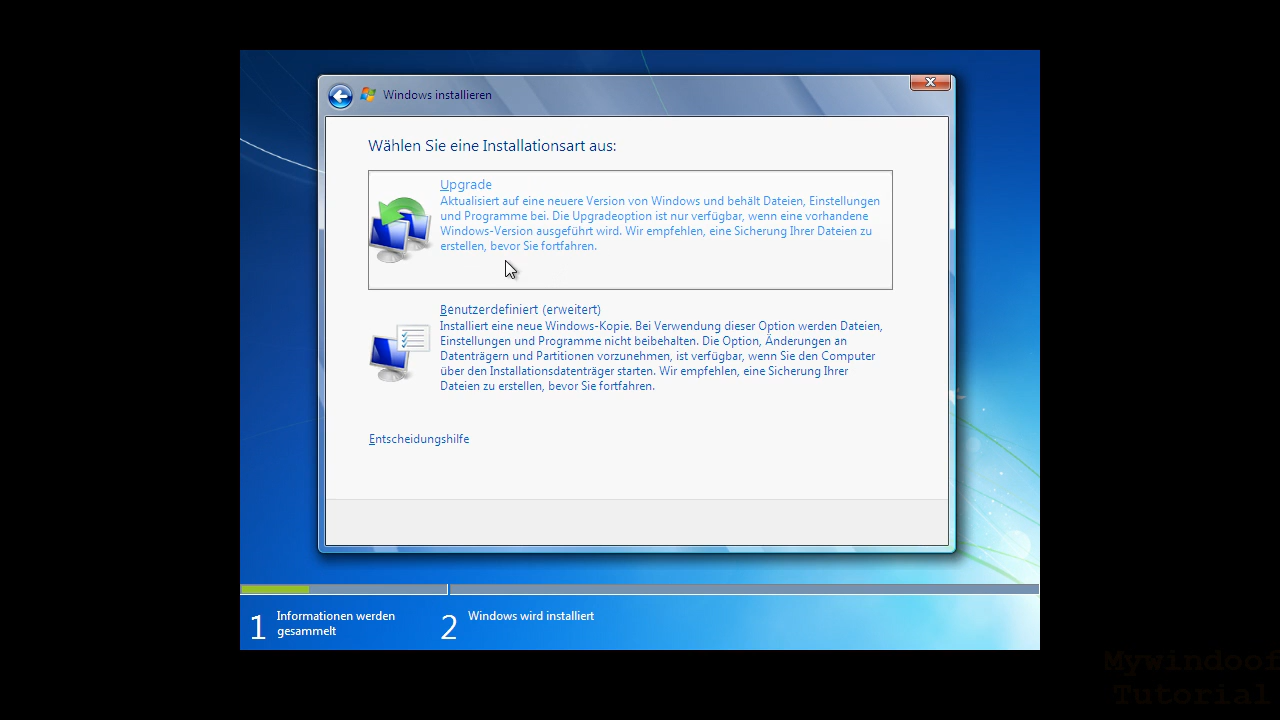 Windows installieren
Wählen Sie eine Installationsart aus:
Upgrade
Aktualisiert auf eine neuere Version von Windows und behält Dateien, Einstellungen
und Programme bei. Die Upgradeoption ist nur verfügbar, wenn eine vorhandene
Windows-Version ausgeführt wird. Wir empfehlen, eine Sicherung Ihrer Dateien zu
erstellen, bevor Sie fortfahren.
Benutzerdefiniert (erweitert)
Installiert eine neue Windows-Kopie. Bei Verwendung dieser Option werden Dateien,
Einstellungen und Programme nicht beibehalten. Die Option, Änderungen an
Datenträgern und Partitionen vorzunehmen, ist verfügbar, wenn Sie den Computer
über den Installationsdatenträger starten. Wir empfehlen, eine Sicherung Ihrer
Dateien zu erstellen, bevor Sie fortfahren.
Entscheidungshilfe
1 Informationen werden
gesammelt
2 Windows wird installiert
Mywindoof
Tutorial